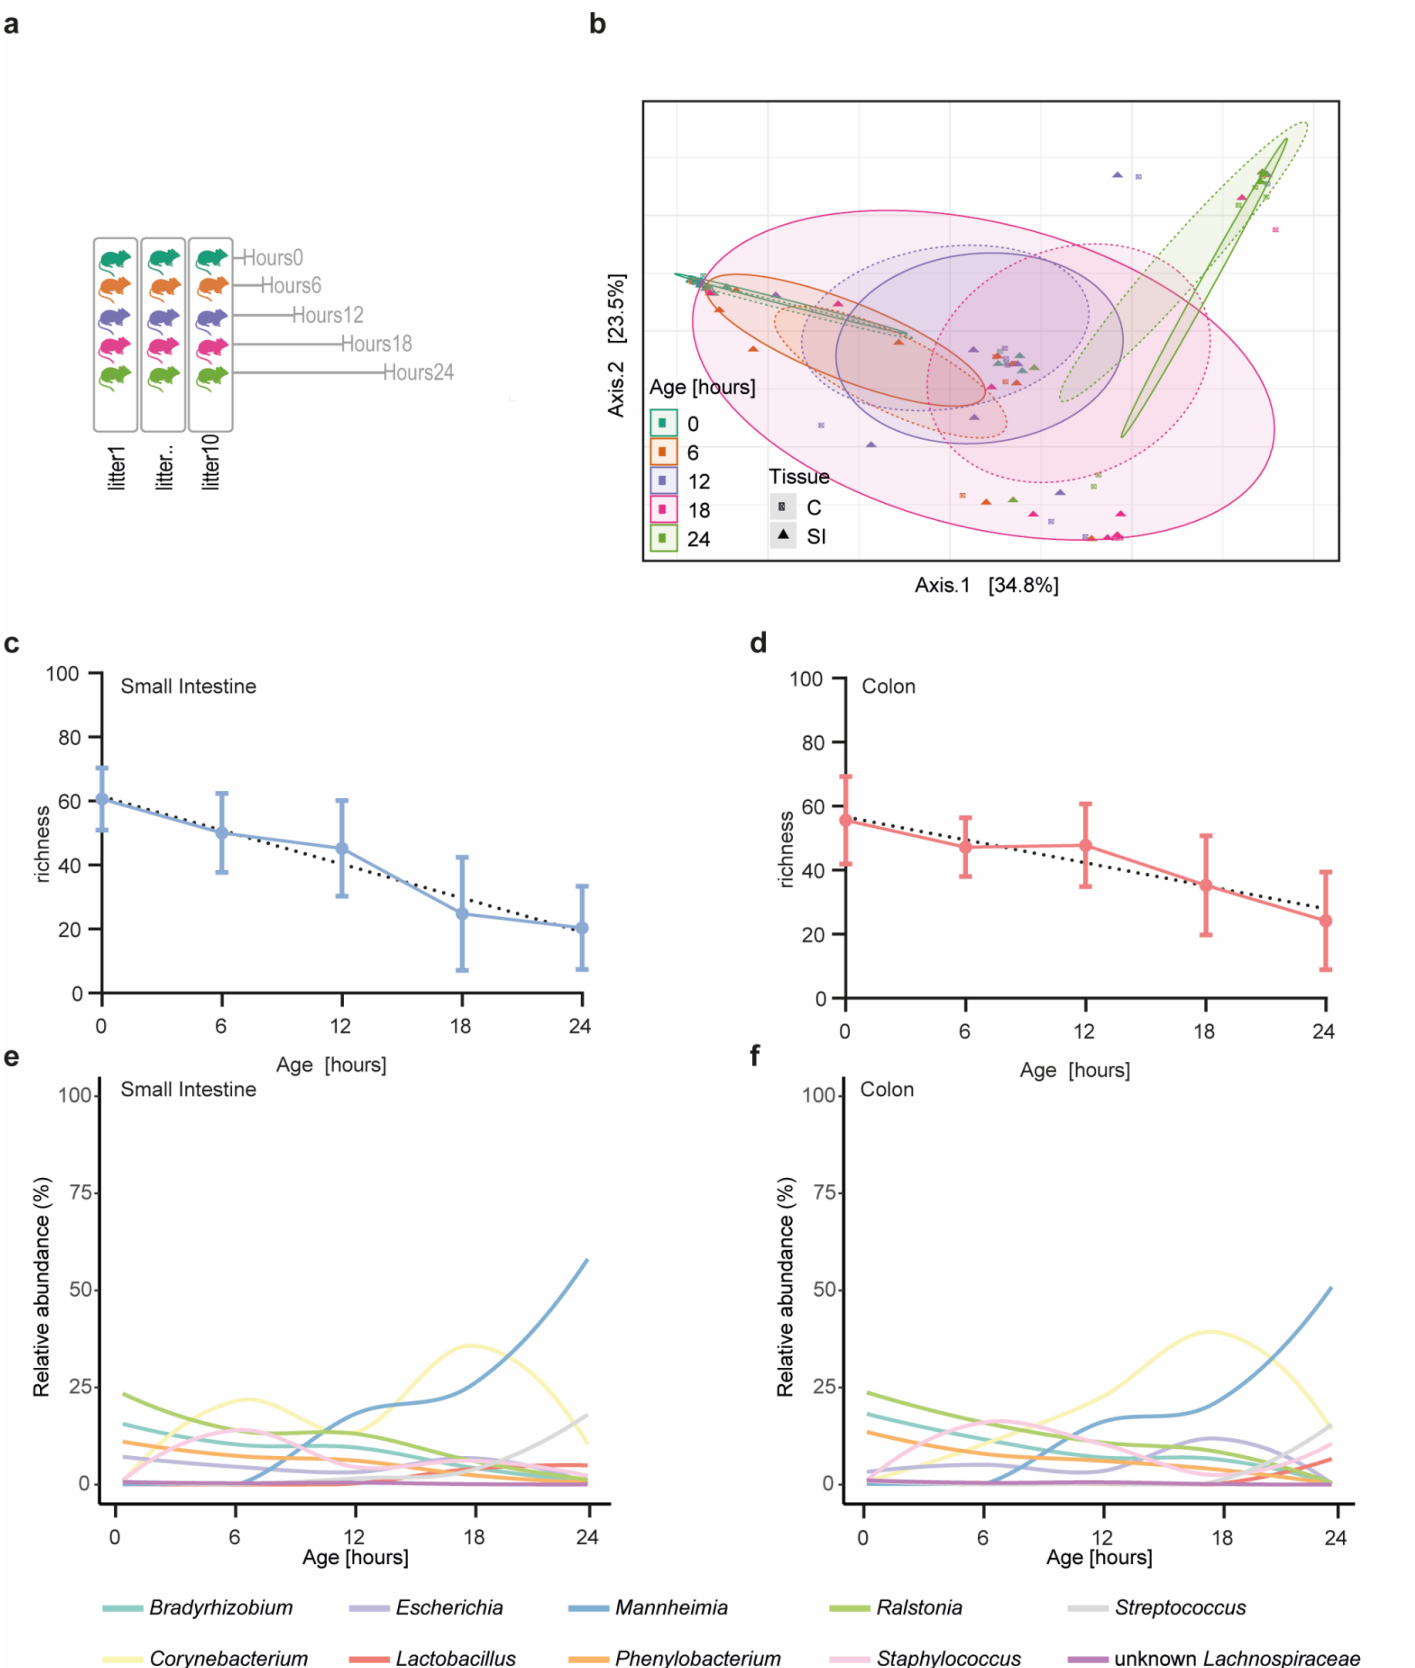 a
b
Hours0
Hours6
Hours12
Hours18
Hours24
litter1
litter..
litter10
Axis.2 [23.5%]
Age [hours]
0
6
12
18
24
Tissue
C
SI
Axis.1 [34.8%]
c
d
100
80
60
40
20
0
richness
Small Intestine
0 6 12 18 24
Age [hours]
100
80
60
40
20
0
richness
Colon
0 6 12 18 24
Age [hours]
e
f
100
75
50
25
0
Relative abundance (%)
Small Intestine
0 6 12 18 24
Age [hours]
100
75
50
25
0
Relative abundance (%)
Colon
0 6 12 18 24
Age [hours]
Bradyrhizobium Escherichia Mannheimia Ralstonia Streptococcus
Corynebacterium Lactobacillus Phenylobacterium Staphylococcus unknown Lachnospiraceae